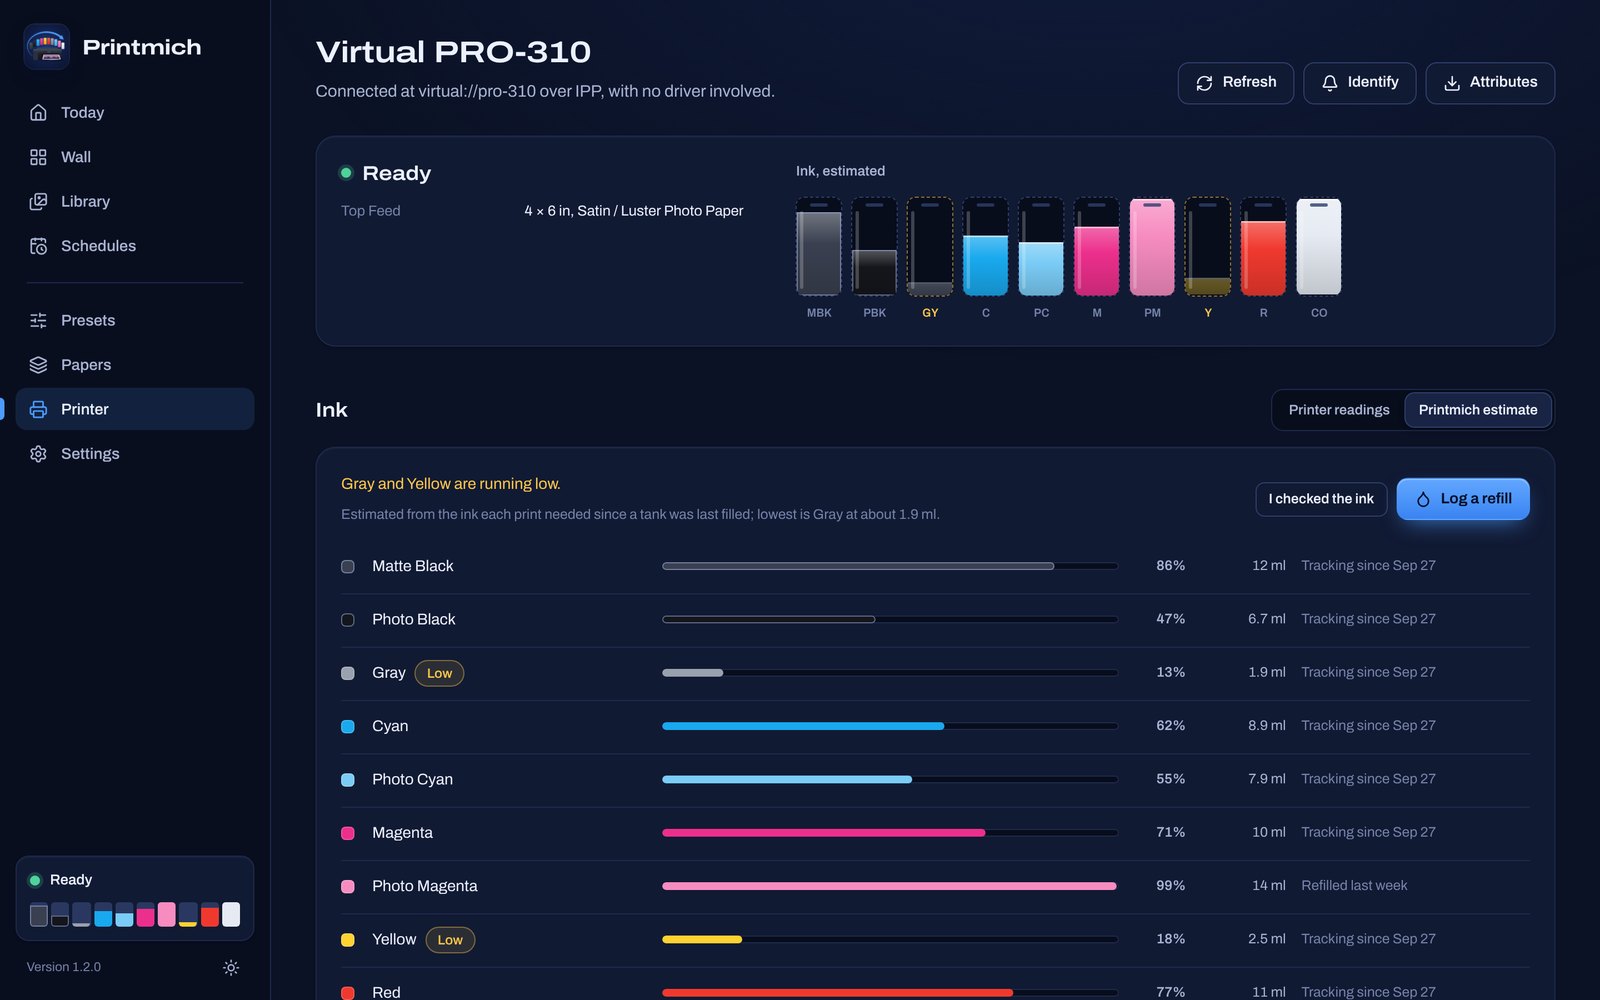 Printmich
Today
Wall
Library
Schedules
Presets
Papers
Printer
Settings
Ready
Version 1.2.0
Virtual PRO-310
Connected at virtual://pro-310 over IPP, with no driver involved.
Refresh
Identify
Attributes
Ready
Top Feed 4 × 6 in, Satin / Luster Photo Paper
Ink, estimated
MBK PBK GY C PC M PM Y R CO
Ink
Printer readings
Printmich estimate
Gray and Yellow are running low.
Estimated from the ink each print needed since a tank was last filled; lowest is Gray at about 1.9 ml.
I checked the ink
Log a refill
Matte Black 86% 12 ml Tracking since Sep 27
Photo Black 47% 6.7 ml Tracking since Sep 27
Gray Low 13% 1.9 ml Tracking since Sep 27
Cyan 62% 8.9 ml Tracking since Sep 27
Photo Cyan 55% 7.9 ml Tracking since Sep 27
Magenta 71% 10 ml Tracking since Sep 27
Photo Magenta 99% 14 ml Refilled last week
Yellow Low 18% 2.5 ml Tracking since Sep 27
Red 77% 11 ml Tracking since Sep 27